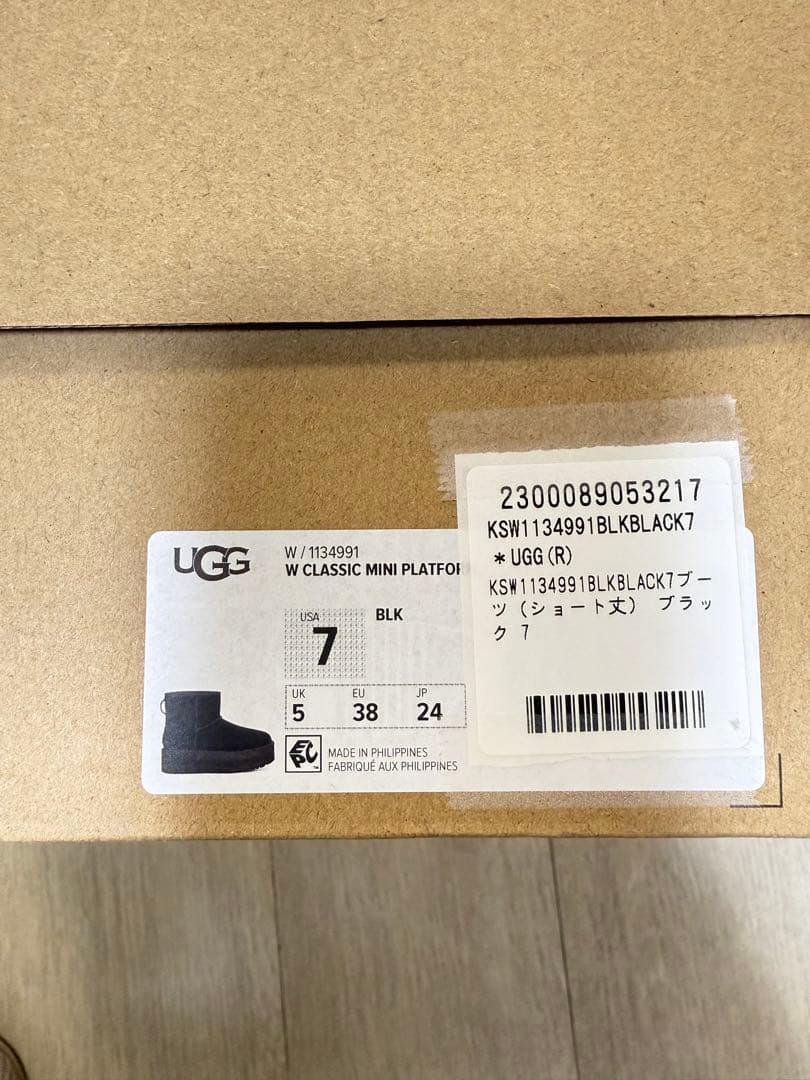 2300089053217
KSW1134991BLKBLACK7
*UGG(R)
KSW1134991BLKBLACK7ブー
ツ(ショート丈) ブラッ
ク 7
UGG
W / 1134991
W CLASSIC MINI
USA
7
BLK
UK EU JP
5 38 24
EPC
MADE IN PHILIPPINES
FABRIQUÉ AUX PHILIPPINES